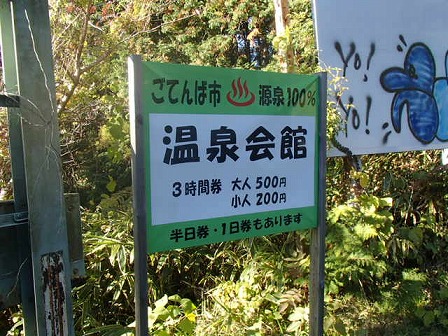 ごてんば市 ♨ 源泉100%
温泉会館
3時間券 大人500円
小人200円
半日券・1日券もあります
Yo!
Yo!